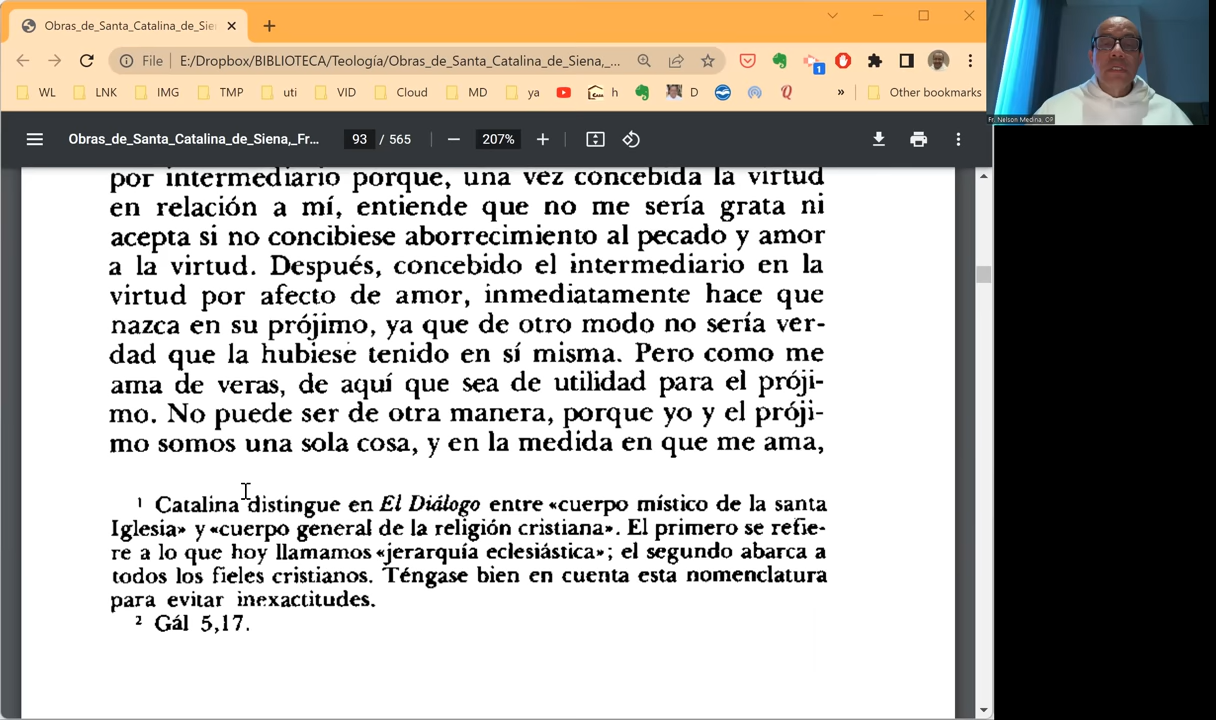 Obras_de_Santa_Catalina_de_Sie
File E:/Dropbox/BIBLIOTECA/Teología/Obras_de_Santa_Catalina_de_Siena,_...
WL LNK IMG TMP uti VID Cloud MD ya h D » Other bookmarks
1
Fr. Nelson Medina, OP
Obras_de_Santa_Catalina_de_Siena,_Fr... 93 / 565 207%
por intermediario porque, una vez concebida la virtud
en relación a mí, entiende que no me sería grata ni
acepta si no concibiese aborrecimiento al pecado y amor
a la virtud. Después, concebido el intermediario en la
virtud por afecto de amor, inmediatamente hace que
nazca en su prójimo, ya que de otro modo no sería ver-
dad que la hubiese tenido en sí misma. Pero como me
ama de veras, de aquí que sea de utilidad para el próji-
mo. No puede ser de otra manera, porque yo y el próji-
mo somos una sola cosa, y en la medida en que me ama,
¹ Catalina distingue en El Diálogo entre «cuerpo místico de la santa
Iglesia» y «cuerpo general de la religión cristiana». El primero se refie-
re a lo que hoy llamamos «jerarquía eclesiástica»; el segundo abarca a
todos los fieles cristianos. Téngase bien en cuenta esta nomenclatura
para evitar inexactitudes.
² Gál 5,17.